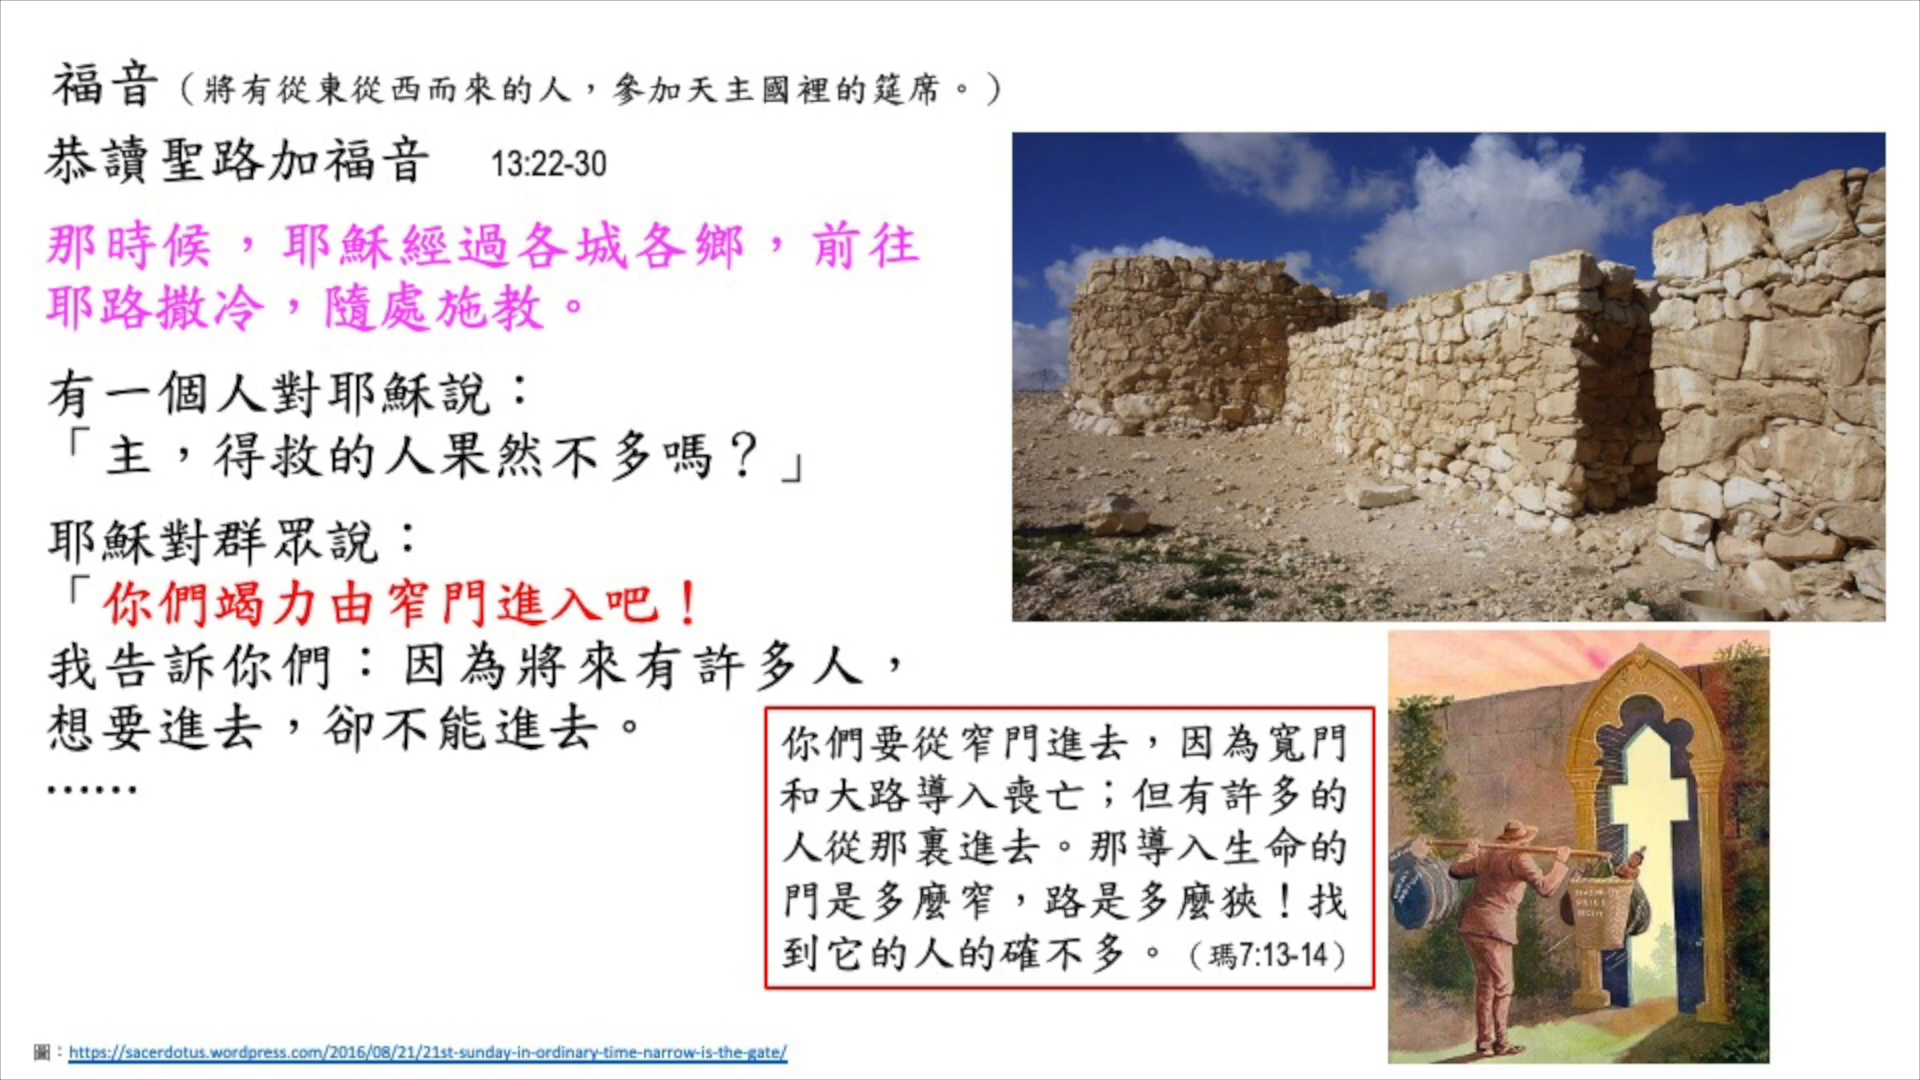 福音（將有從東從西而來的人，參加天主國裡的筵席。）
恭讀聖路加福音 13:22-30
那時候，耶穌經過各城各鄉，前往
耶路撒冷，隨處施教。
有一個人對耶穌說：
「主，得救的人果然不多嗎？」
耶穌對群眾說：
「你們竭力由窄門進入吧！
我告訴你們：因為將來有許多人，
想要進去，卻不能進去。
……
你們要從窄門進去，因為寬門
和大路導入喪亡；但有許多的
人從那裏進去。那導入生命的
門是多麼窄，路是多麼狹！找
到它的人的確不多。（瑪7:13-14）
圖：https://sacerdotus.wordpress.com/2016/08/21/21st-sunday-in-ordinary-time-narrow-is-the-gate/